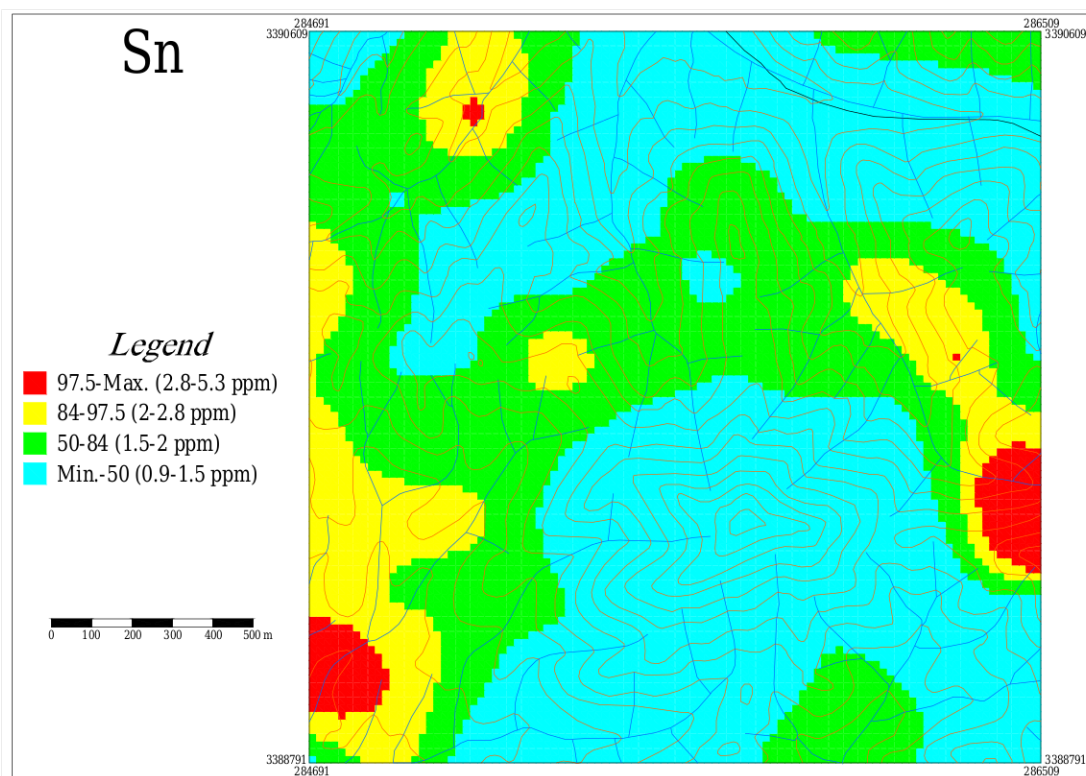 Sn
284691
286509
3390609
3390609
Legend
97.5-Max. (2.8-5.3 ppm)
84-97.5 (2-2.8 ppm)
50-84 (1.5-2 ppm)
Min.-50 (0.9-1.5 ppm)
0 100 200 300 400 500 m
3388791
3388791
284691
286509